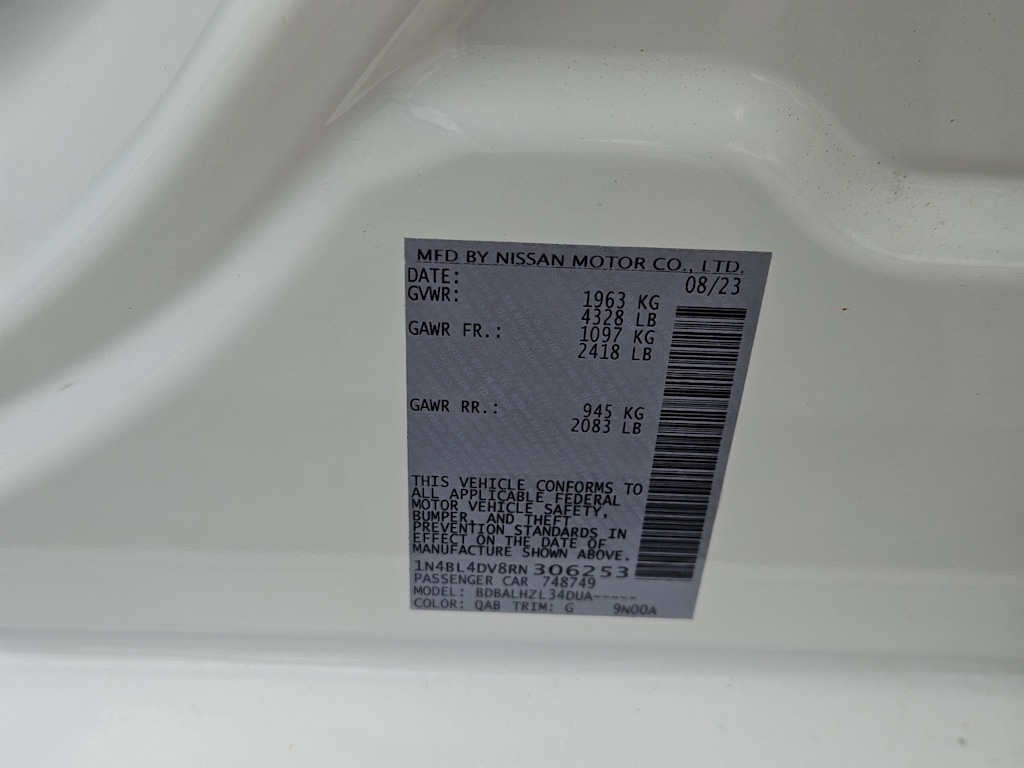 MFD BY NISSAN MOTOR CO., LTD.
DATE: 08/23
GVWR: 1963 KG
4328 LB
GAWR FR.: 1097 KG
2418 LB
GAWR RR.: 945 KG
2083 LB
THIS VEHICLE CONFORMS TO
ALL APPLICABLE FEDERAL
MOTOR VEHICLE SAFETY,
BUMPER, AND THEFT
PREVENTION STANDARDS IN
EFFECT ON THE DATE OF
MANUFACTURE SHOWN ABOVE.
1N4BL4DV8RN306253
PASSENGER CAR 748749
MODEL: BDBALHZL34DUA-----
COLOR: QAB TRIM: G 9N00A